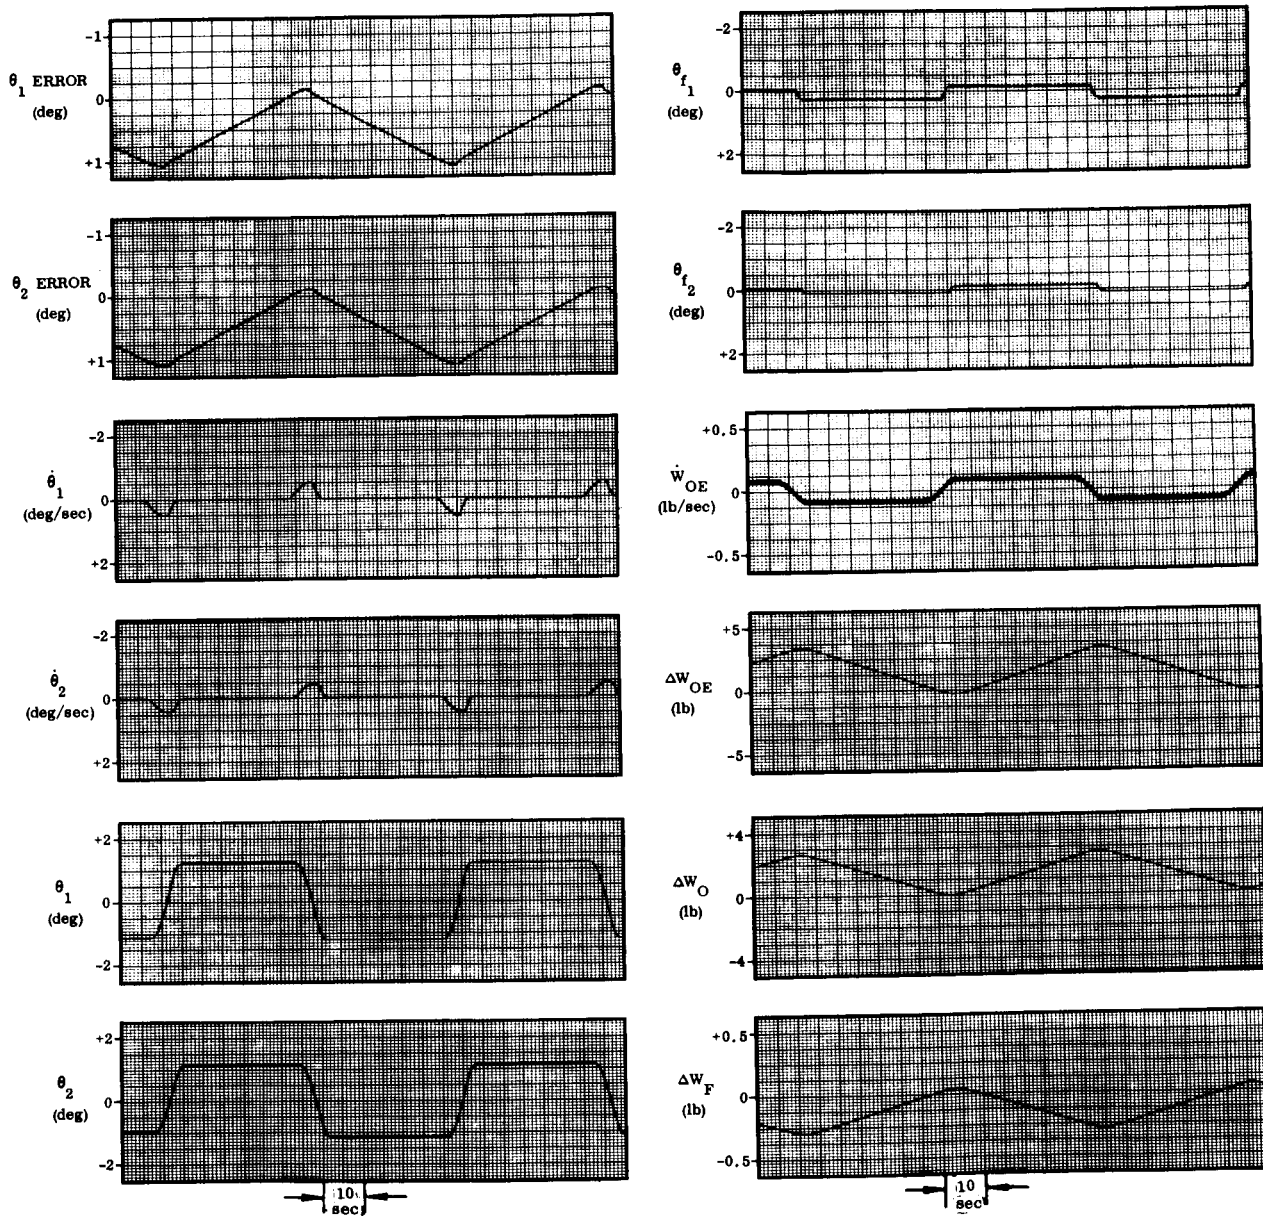 -1
θ1 ERROR
0
(deg)
+1
-1
θ2 ERROR
0
(deg)
+1
-2
θ̇1
0
(deg/sec)
+2
-2
θ̇2
0
(deg/sec)
+2
+2
θ1
0
(deg)
-2
+2
θ2
0
(deg)
-2
10
sec
-2
θf1
0
(deg)
+2
-2
θf2
0
(deg)
+2
+0.5
ẆOE
0
(lb/sec)
-0.5
+5
ΔWOE
0
(lb)
-5
+4
ΔWO
0
(lb)
-4
+0.5
ΔWF
0
(lb)
-0.5
10
sec